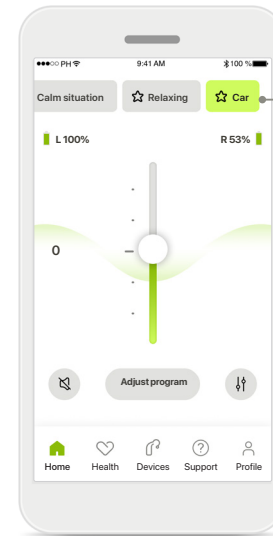 PH 9:41 AM 100 %
Calm situation Relaxing Car
L 100% R 53%
0
Adjust program
Home Health Devices Support Profile